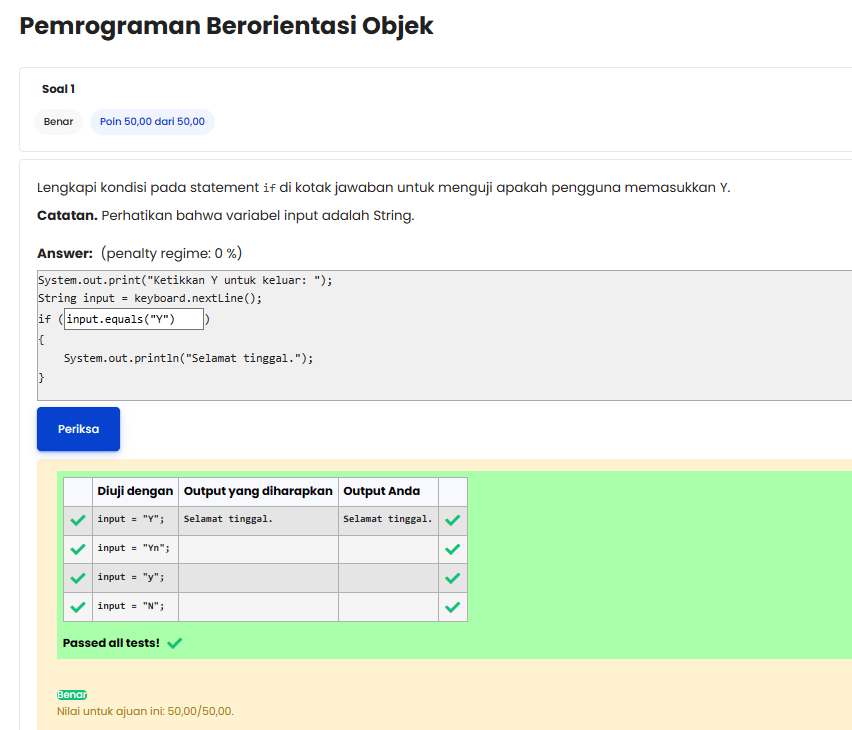 Pemrograman Berorientasi Objek
Soal 1
Benar Poin 50,00 dari 50,00
Lengkapi kondisi pada statement if di kotak jawaban untuk menguji apakah pengguna memasukkan Y.
Catatan. Perhatikan bahwa variabel input adalah String.
Answer: (penalty regime: 0 %)
System.out.print("Ketikkan Y untuk keluar: ");
String input = keyboard.nextLine();
if (input.equals("Y"))
{
    System.out.println("Selamat tinggal.");
}
Periksa
Diuji dengan Output yang diharapkan Output Anda
input = "Y"; Selamat tinggal. Selamat tinggal.
input = "Yn";
input = "y";
input = "N";
Passed all tests!
Benar
Nilai untuk ajuan ini: 50,00/50,00.